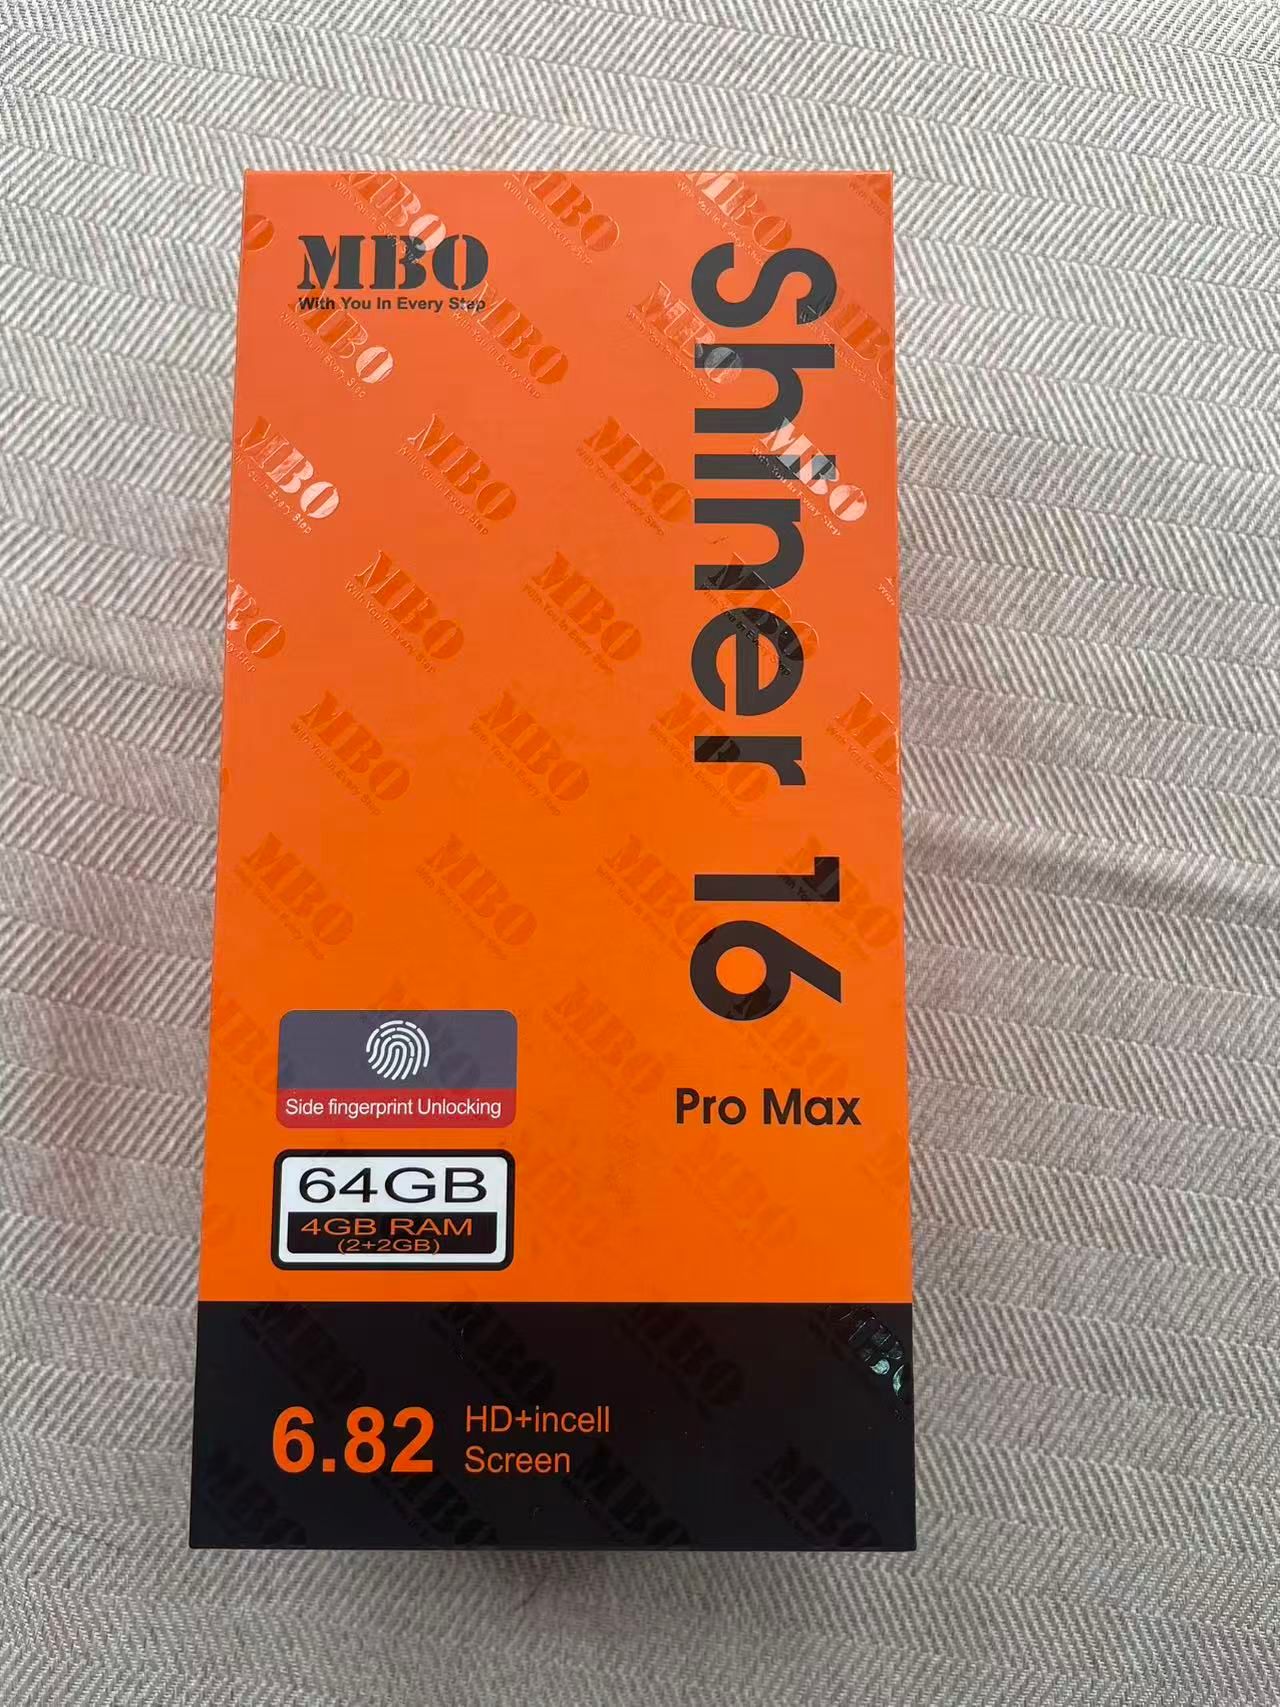 MBO
With You In Every Step
Shiner 16
Pro Max
Side fingerprint Unlocking
64GB
4GB RAM
(2+2GB)
6.82
HD+incell
Screen